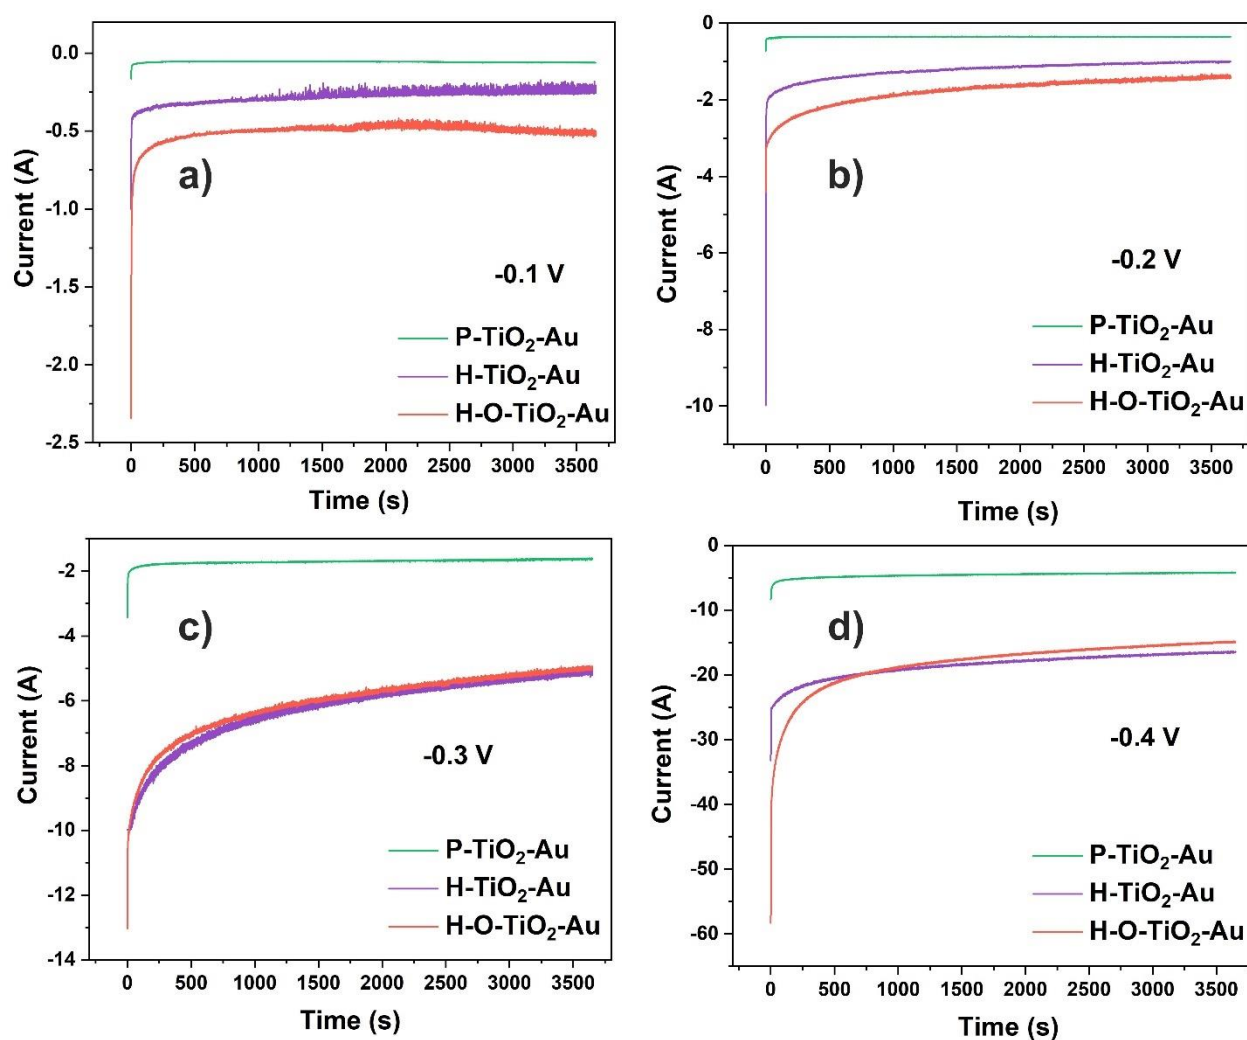 0.0
-0.5
-1.0
-1.5
-2.0
-2.5
Current (A)
a)
-0.1 V
P-TiO₂-Au
H-TiO₂-Au
H-O-TiO₂-Au
0 500 1000 1500 2000 2500 3000 3500
Time (s)
0
-2
-4
-6
-8
-10
Current (A)
b)
-0.2 V
P-TiO₂-Au
H-TiO₂-Au
H-O-TiO₂-Au
0 500 1000 1500 2000 2500 3000 3500
Time (s)
-2
-4
-6
-8
-10
-12
-14
Current (A)
c)
-0.3 V
P-TiO₂-Au
H-TiO₂-Au
H-O-TiO₂-Au
0 500 1000 1500 2000 2500 3000 3500
Time (s)
0
-10
-20
-30
-40
-50
-60
Current (A)
d)
-0.4 V
P-TiO₂-Au
H-TiO₂-Au
H-O-TiO₂-Au
0 500 1000 1500 2000 2500 3000 3500
Time (s)